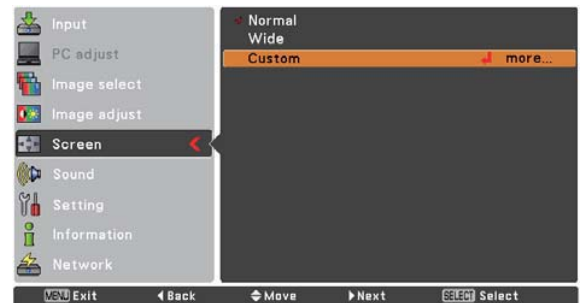 Input
PC adjust
Image select
Image adjust
Screen
Sound
Setting
Information
Network
Normal
Wide
Custom more...
MENU Exit Back Move Next SELECT Select